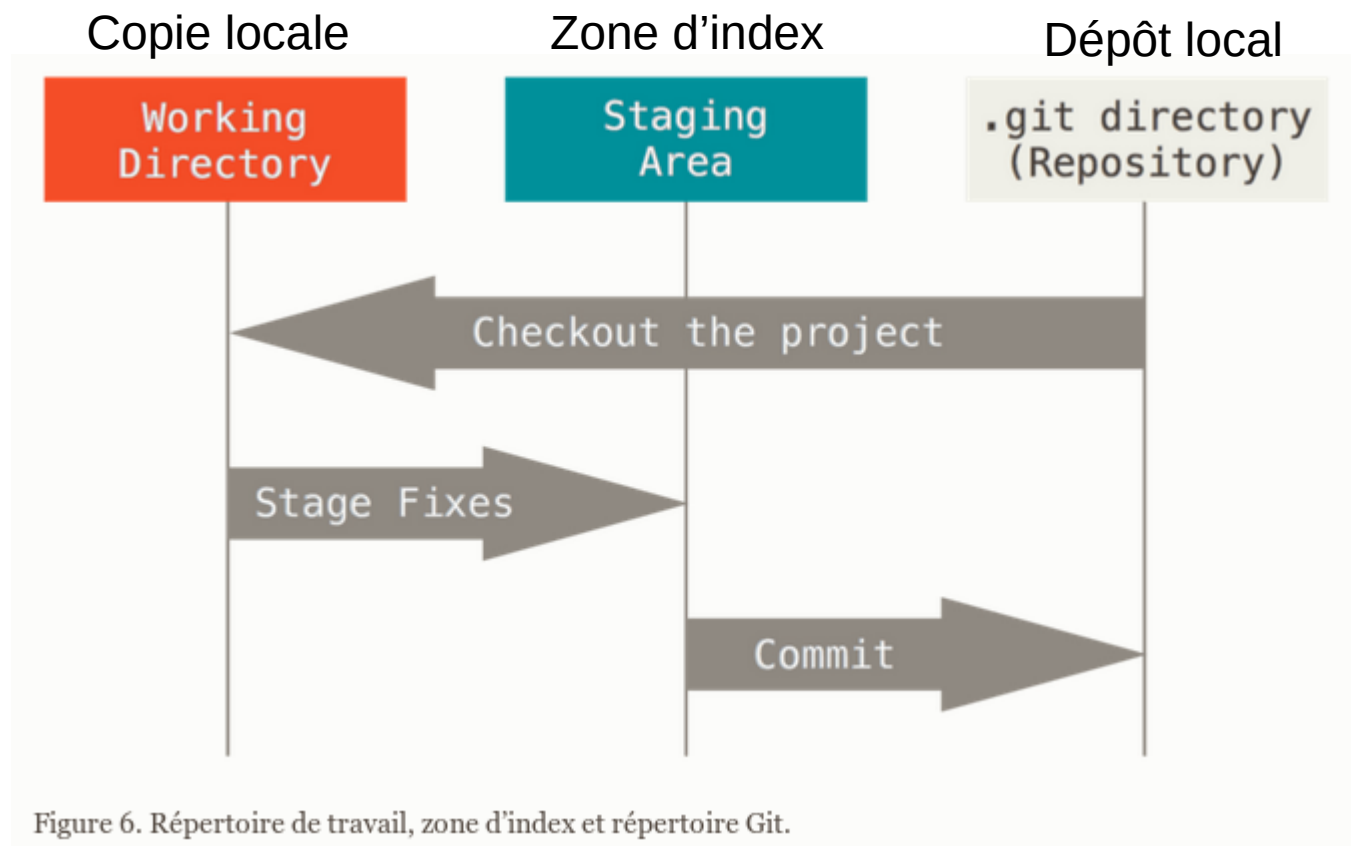 Copie locale
Zone d’index
Dépôt local
Working
Directory
Staging
Area
.git directory
(Repository)
Checkout the project
Stage Fixes
Commit
Figure 6. Répertoire de travail, zone d’index et répertoire Git.